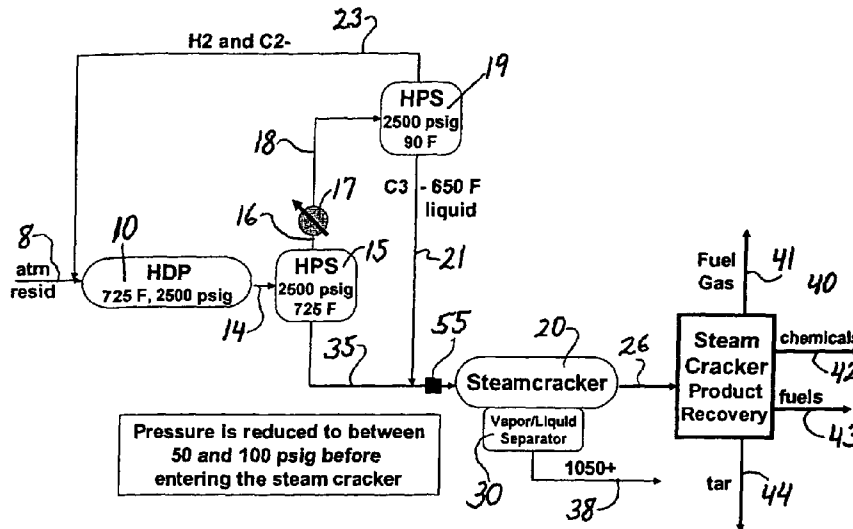 23
H2 and C2-
19
HPS
2500 psig
90 F
18
17
C3 - 650 F
liquid
16
10
15
21
8
atm
resid
HDP
725 F, 2500 psig
14
HPS
2500 psig
725 F
Fuel
Gas
41
40
55
20
35
Steamcracker
26
Steam
Cracker
Product
Recovery
chemicals
42
fuels
43
Vapor/Liquid
Separator
30
1050+
38
tar
44
Pressure is reduced to between
50 and 100 psig before
entering the steam cracker